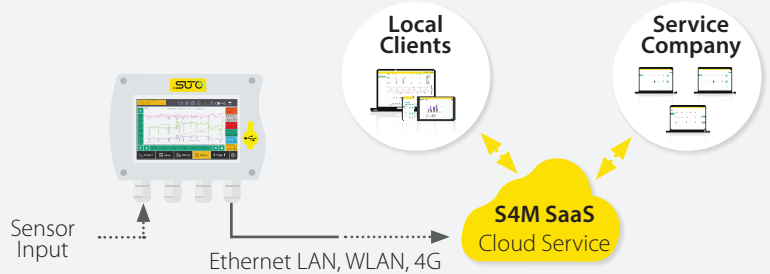 Local
Clients
Service
Company
SUTO
S4M SaaS
Cloud Service
Sensor
Input
Ethernet LAN, WLAN, 4G